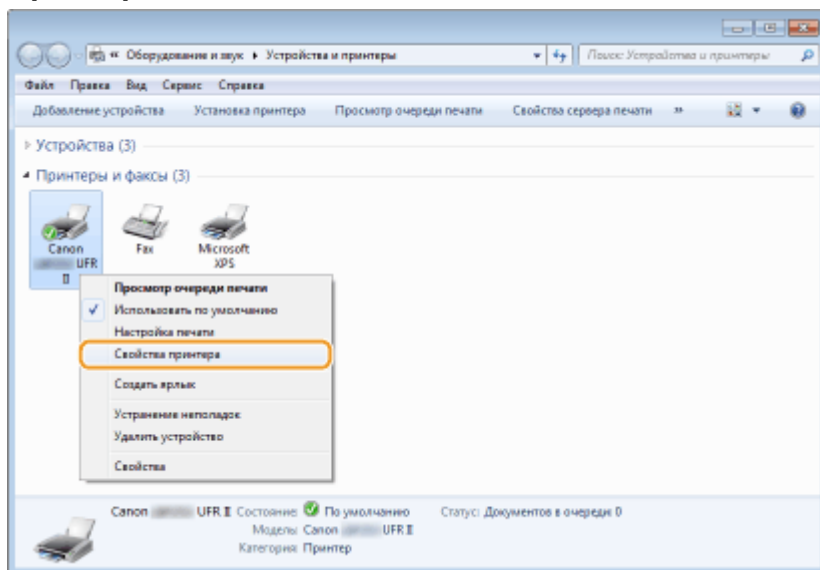 « Оборудование и звук ▸ Устройства и принтеры
Поиск: Устройства и принтеры
Файл Правка Вид Сервис Справка
Добавление устройства Установка принтера Просмотр очереди печати Свойства сервера печати »
Устройства (3)
Принтеры и факсы (3)
Canon UFR II
Fax
Microsoft XPS
Просмотр очереди печати
Использовать по умолчанию
Настройка печати
Свойства принтера
Создать ярлык
Устранение неполадок
Удалить устройство
Свойства
Canon UFR II Состояние: По умолчанию Статус: Документов в очереди 0
Модель: Canon UFR II
Категория: Принтер